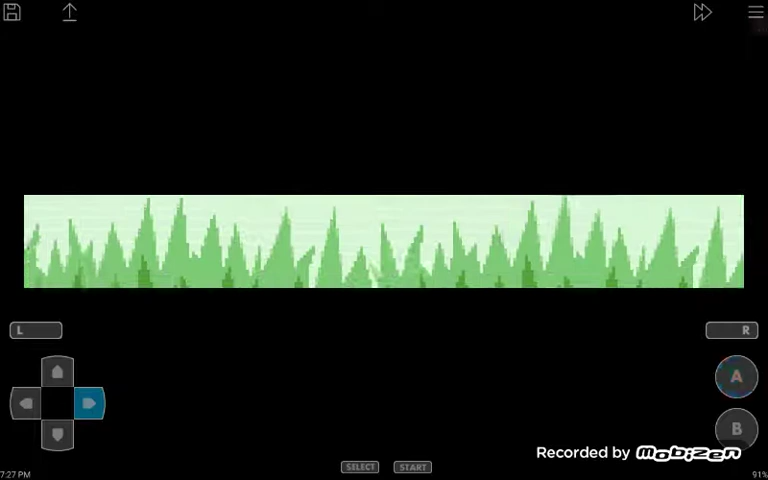 L
R
A
B
Recorded by Mobizen
SELECT
START
7:27 PM
91%